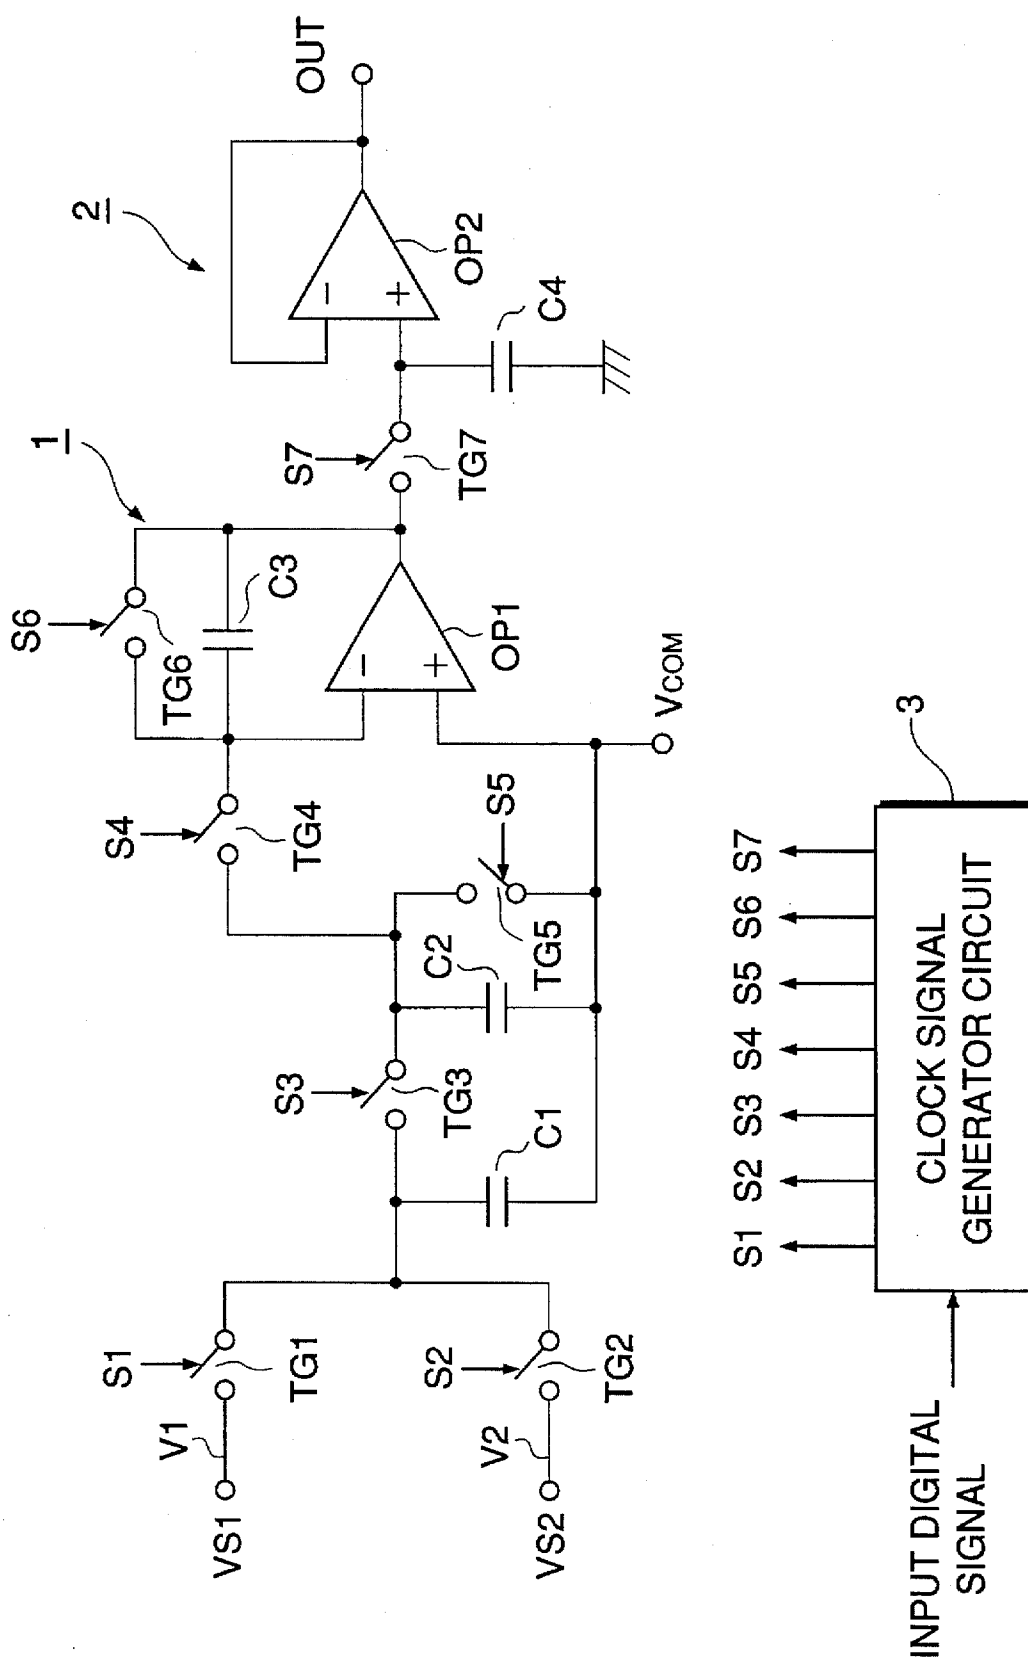 1
2
S6
TG6
C3
S4
TG4
OP1
S7
TG7
OUT
OP2
C4
S1
V1
VS1
TG1
S3
TG3
C2
C1
S5
TG5
VCOM
S2
V2
VS2
TG2
S1 S2 S3 S4 S5 S6 S7
3
INPUT DIGITAL
SIGNAL
CLOCK SIGNAL
GENERATOR CIRCUIT